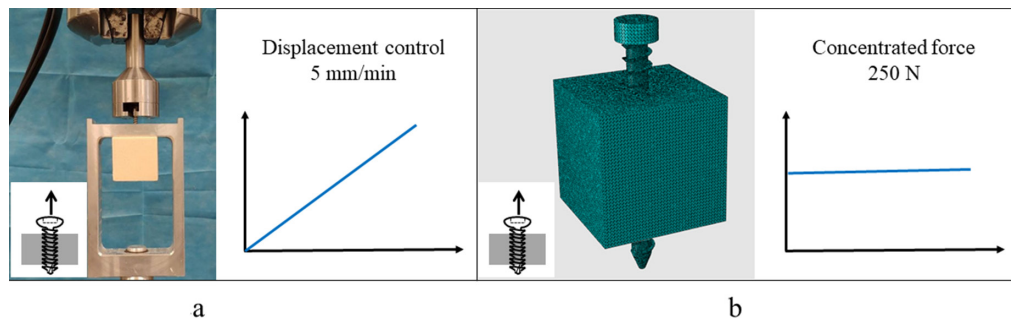 Displacement control
5 mm/min
Concentrated force
250 N
a
b